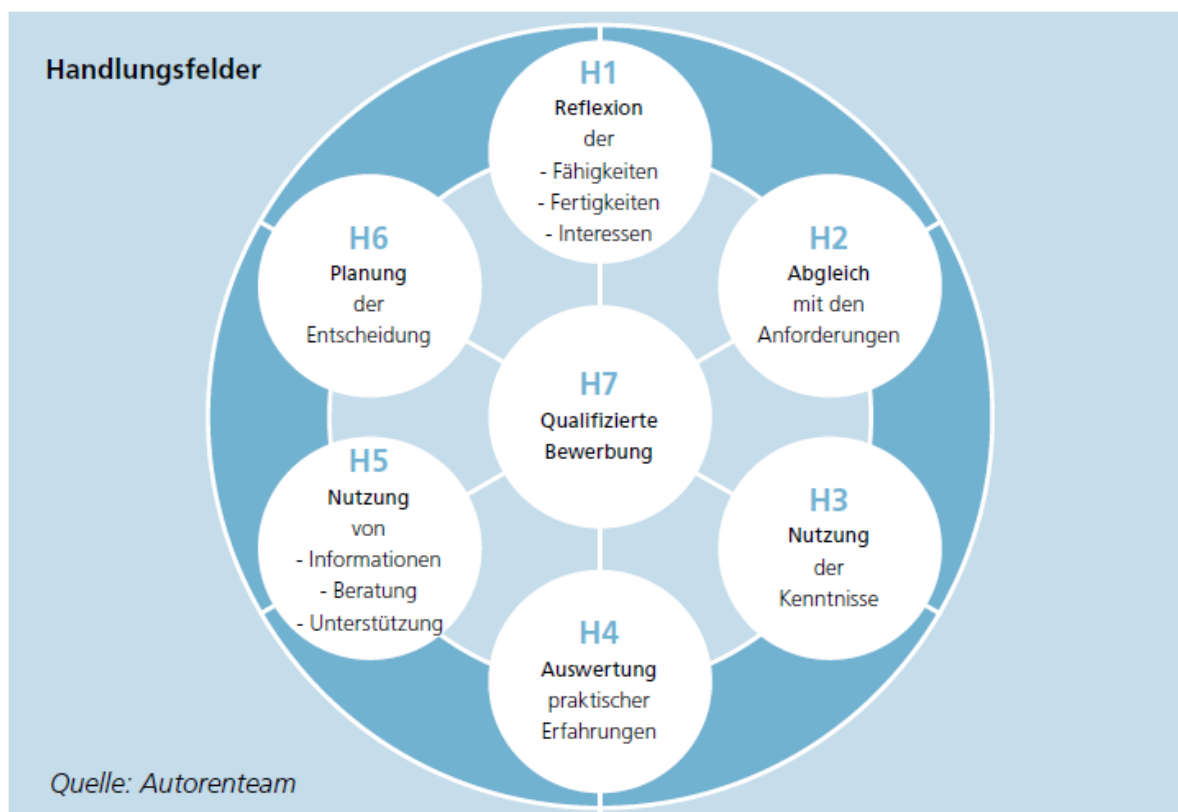 Handlungsfelder
H1
Reflexion
der
- Fähigkeiten
- Fertigkeiten
- Interessen
H2
Abgleich
mit den
Anforderungen
H3
Nutzung
der
Kenntnisse
H4
Auswertung
praktischer
Erfahrungen
H5
Nutzung
von
- Informationen
- Beratung
- Unterstützung
H6
Planung
der
Entscheidung
H7
Qualifizierte
Bewerbung
Quelle: Autorenteam